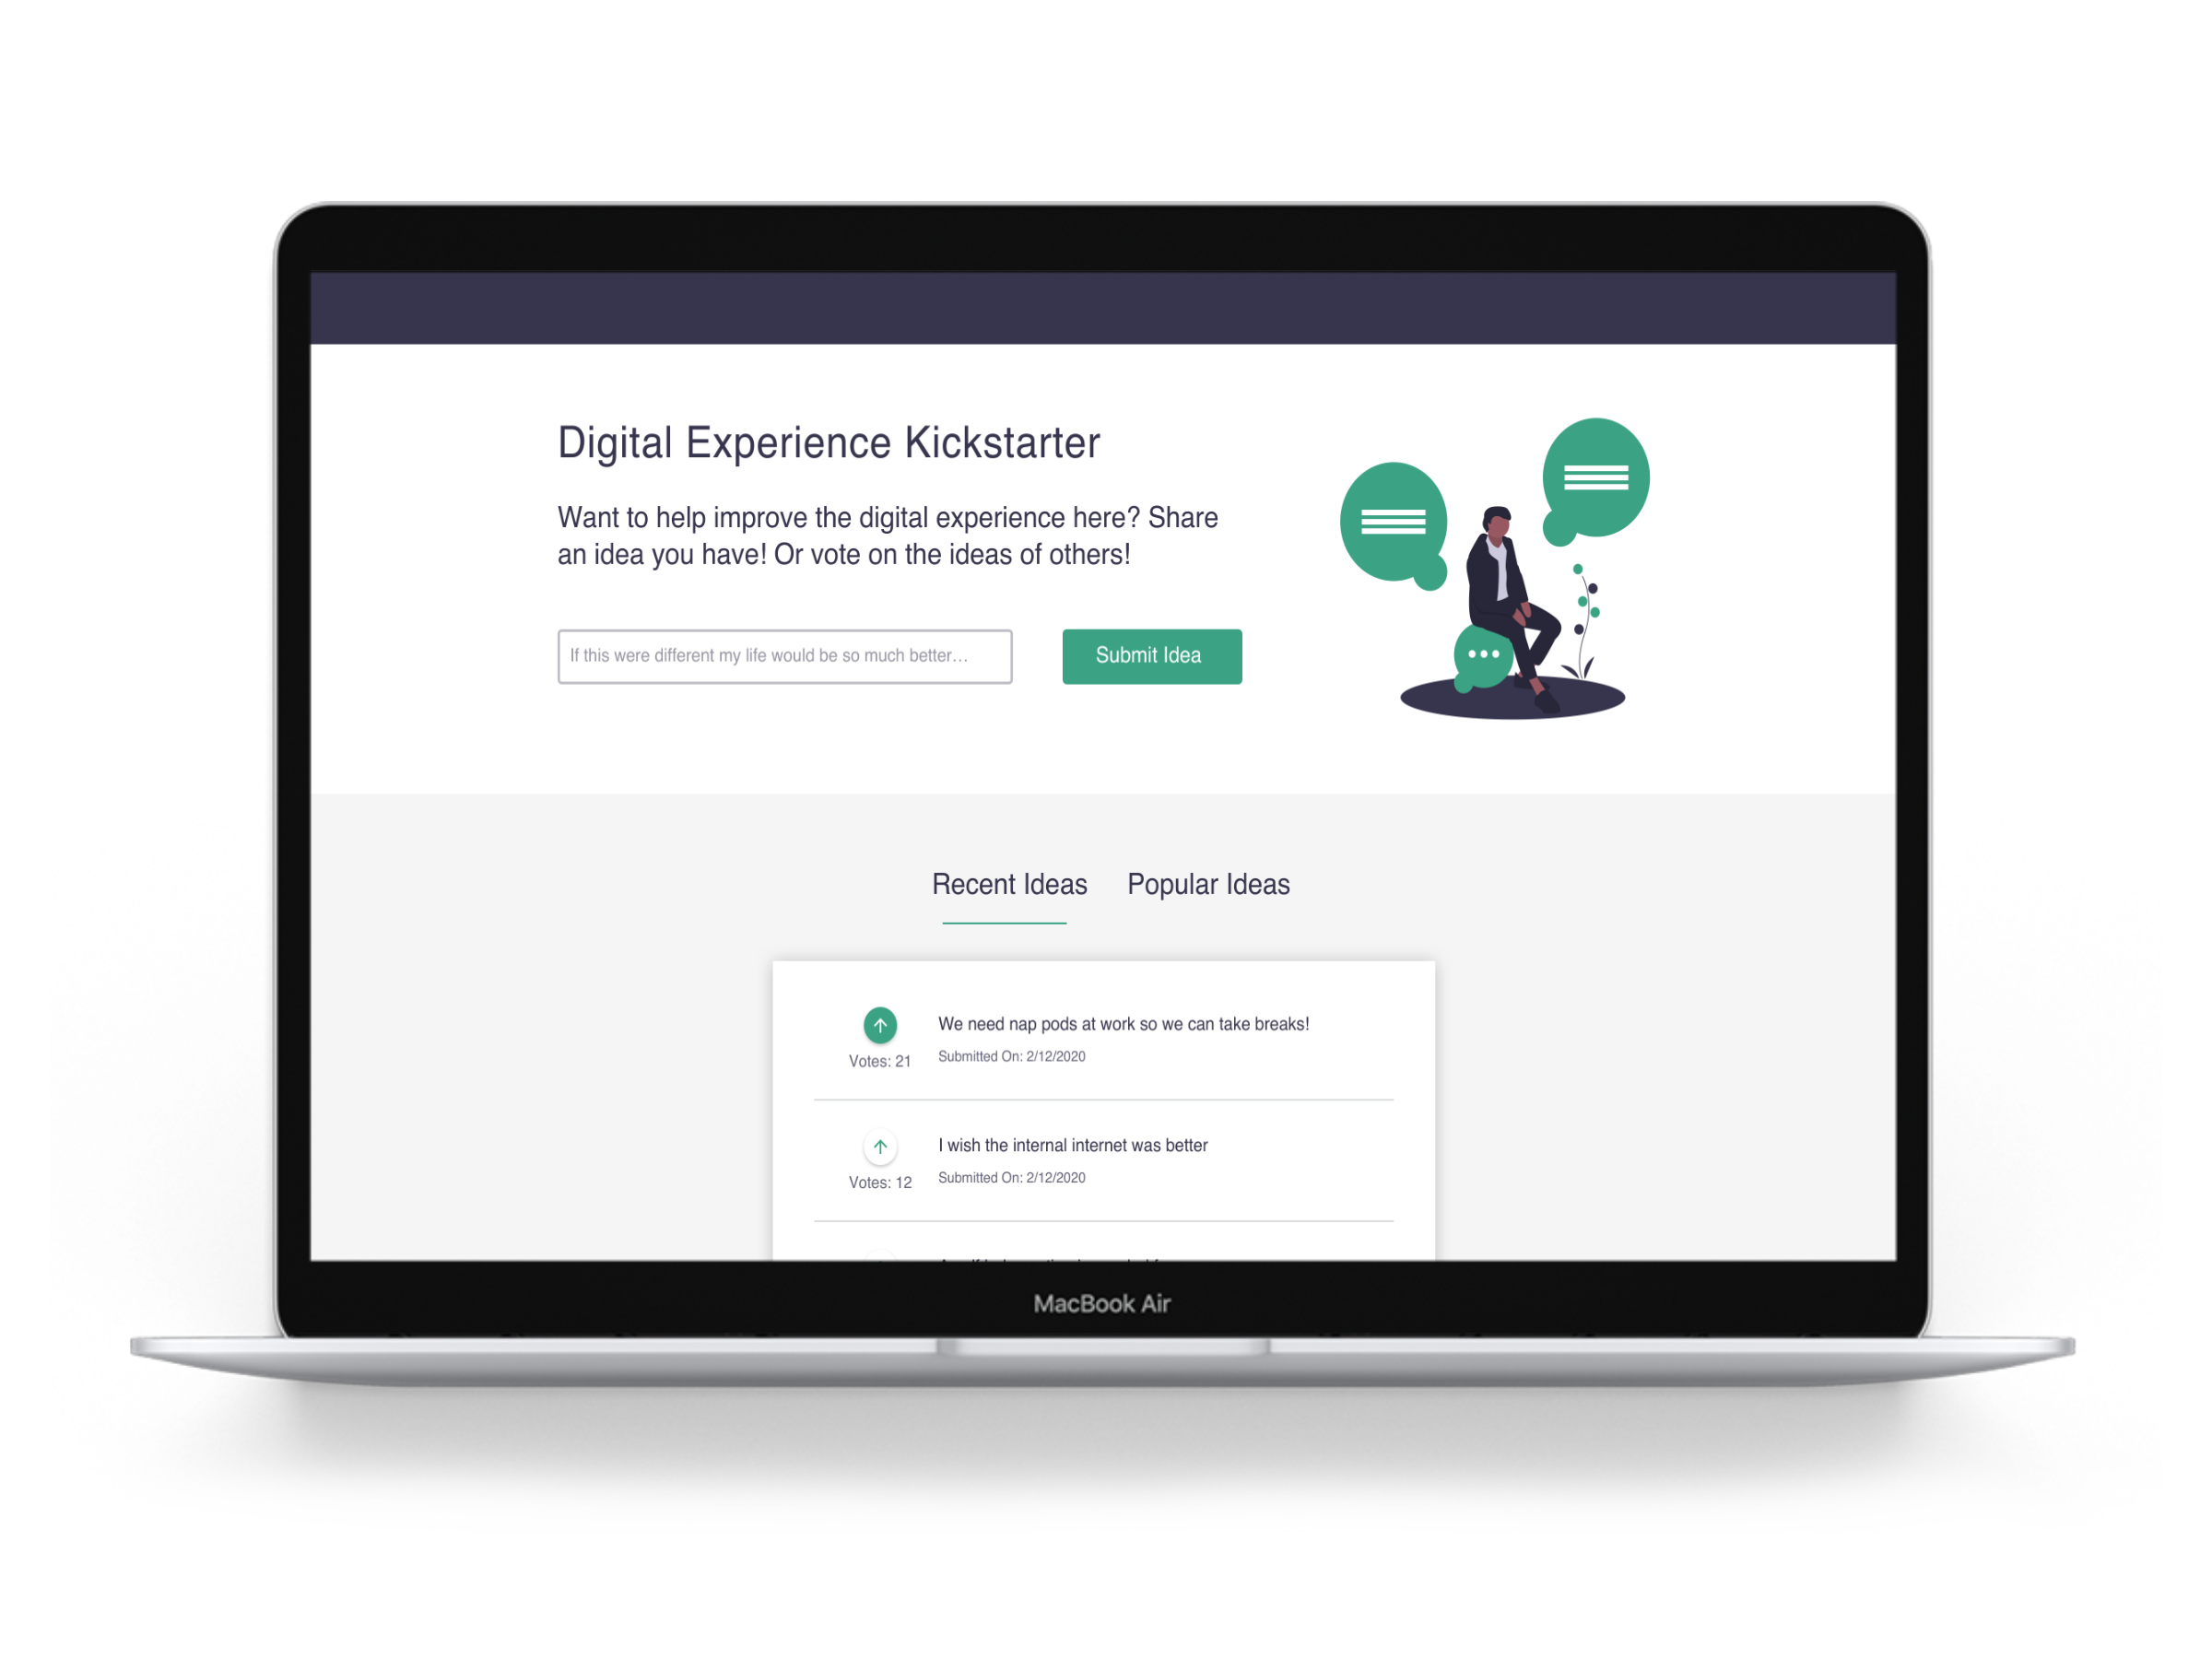 Digital Experience Kickstarter
Want to help improve the digital experience here? Share
an idea you have! Or vote on the ideas of others!
If this were different my life would be so much better...
Submit Idea
Recent Ideas
Popular Ideas
We need nap pods at work so we can take breaks!
Votes: 21
Submitted On: 2/12/2020
I wish the internal internet was better
Votes: 12
Submitted On: 2/12/2020
MacBook Air